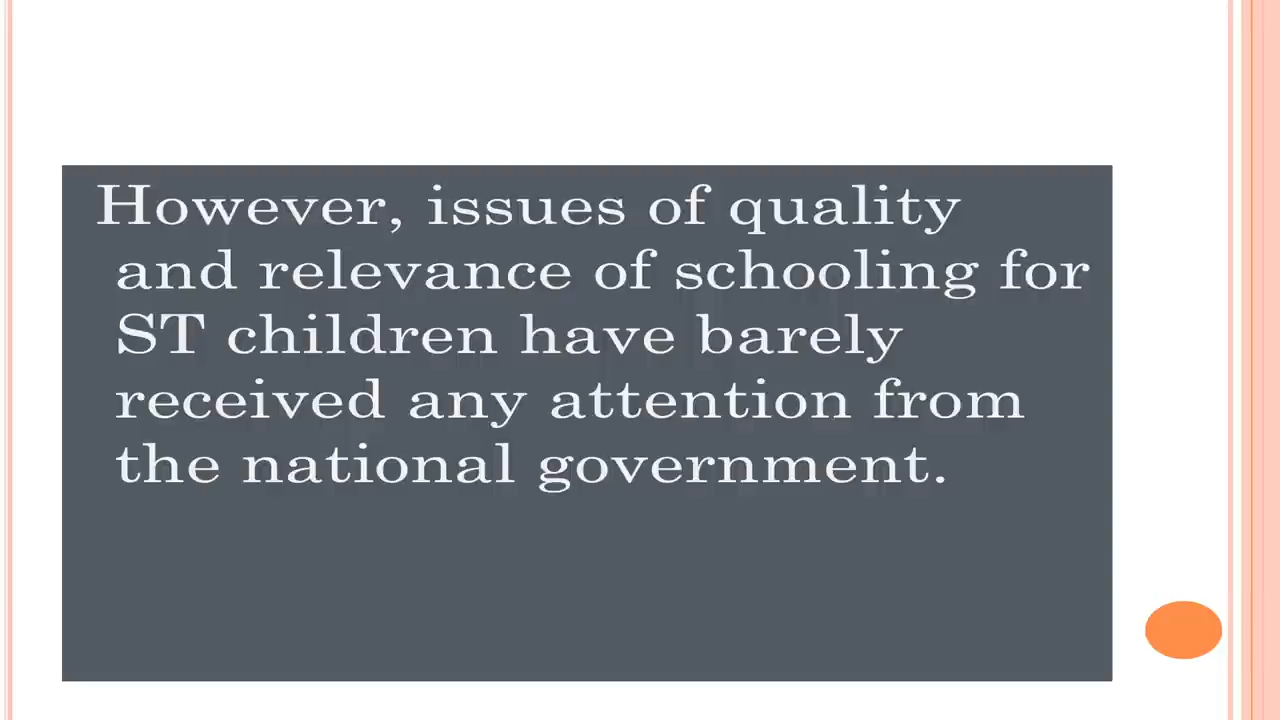 However, issues of quality
and relevance of schooling for
ST children have barely
received any attention from
the national government.